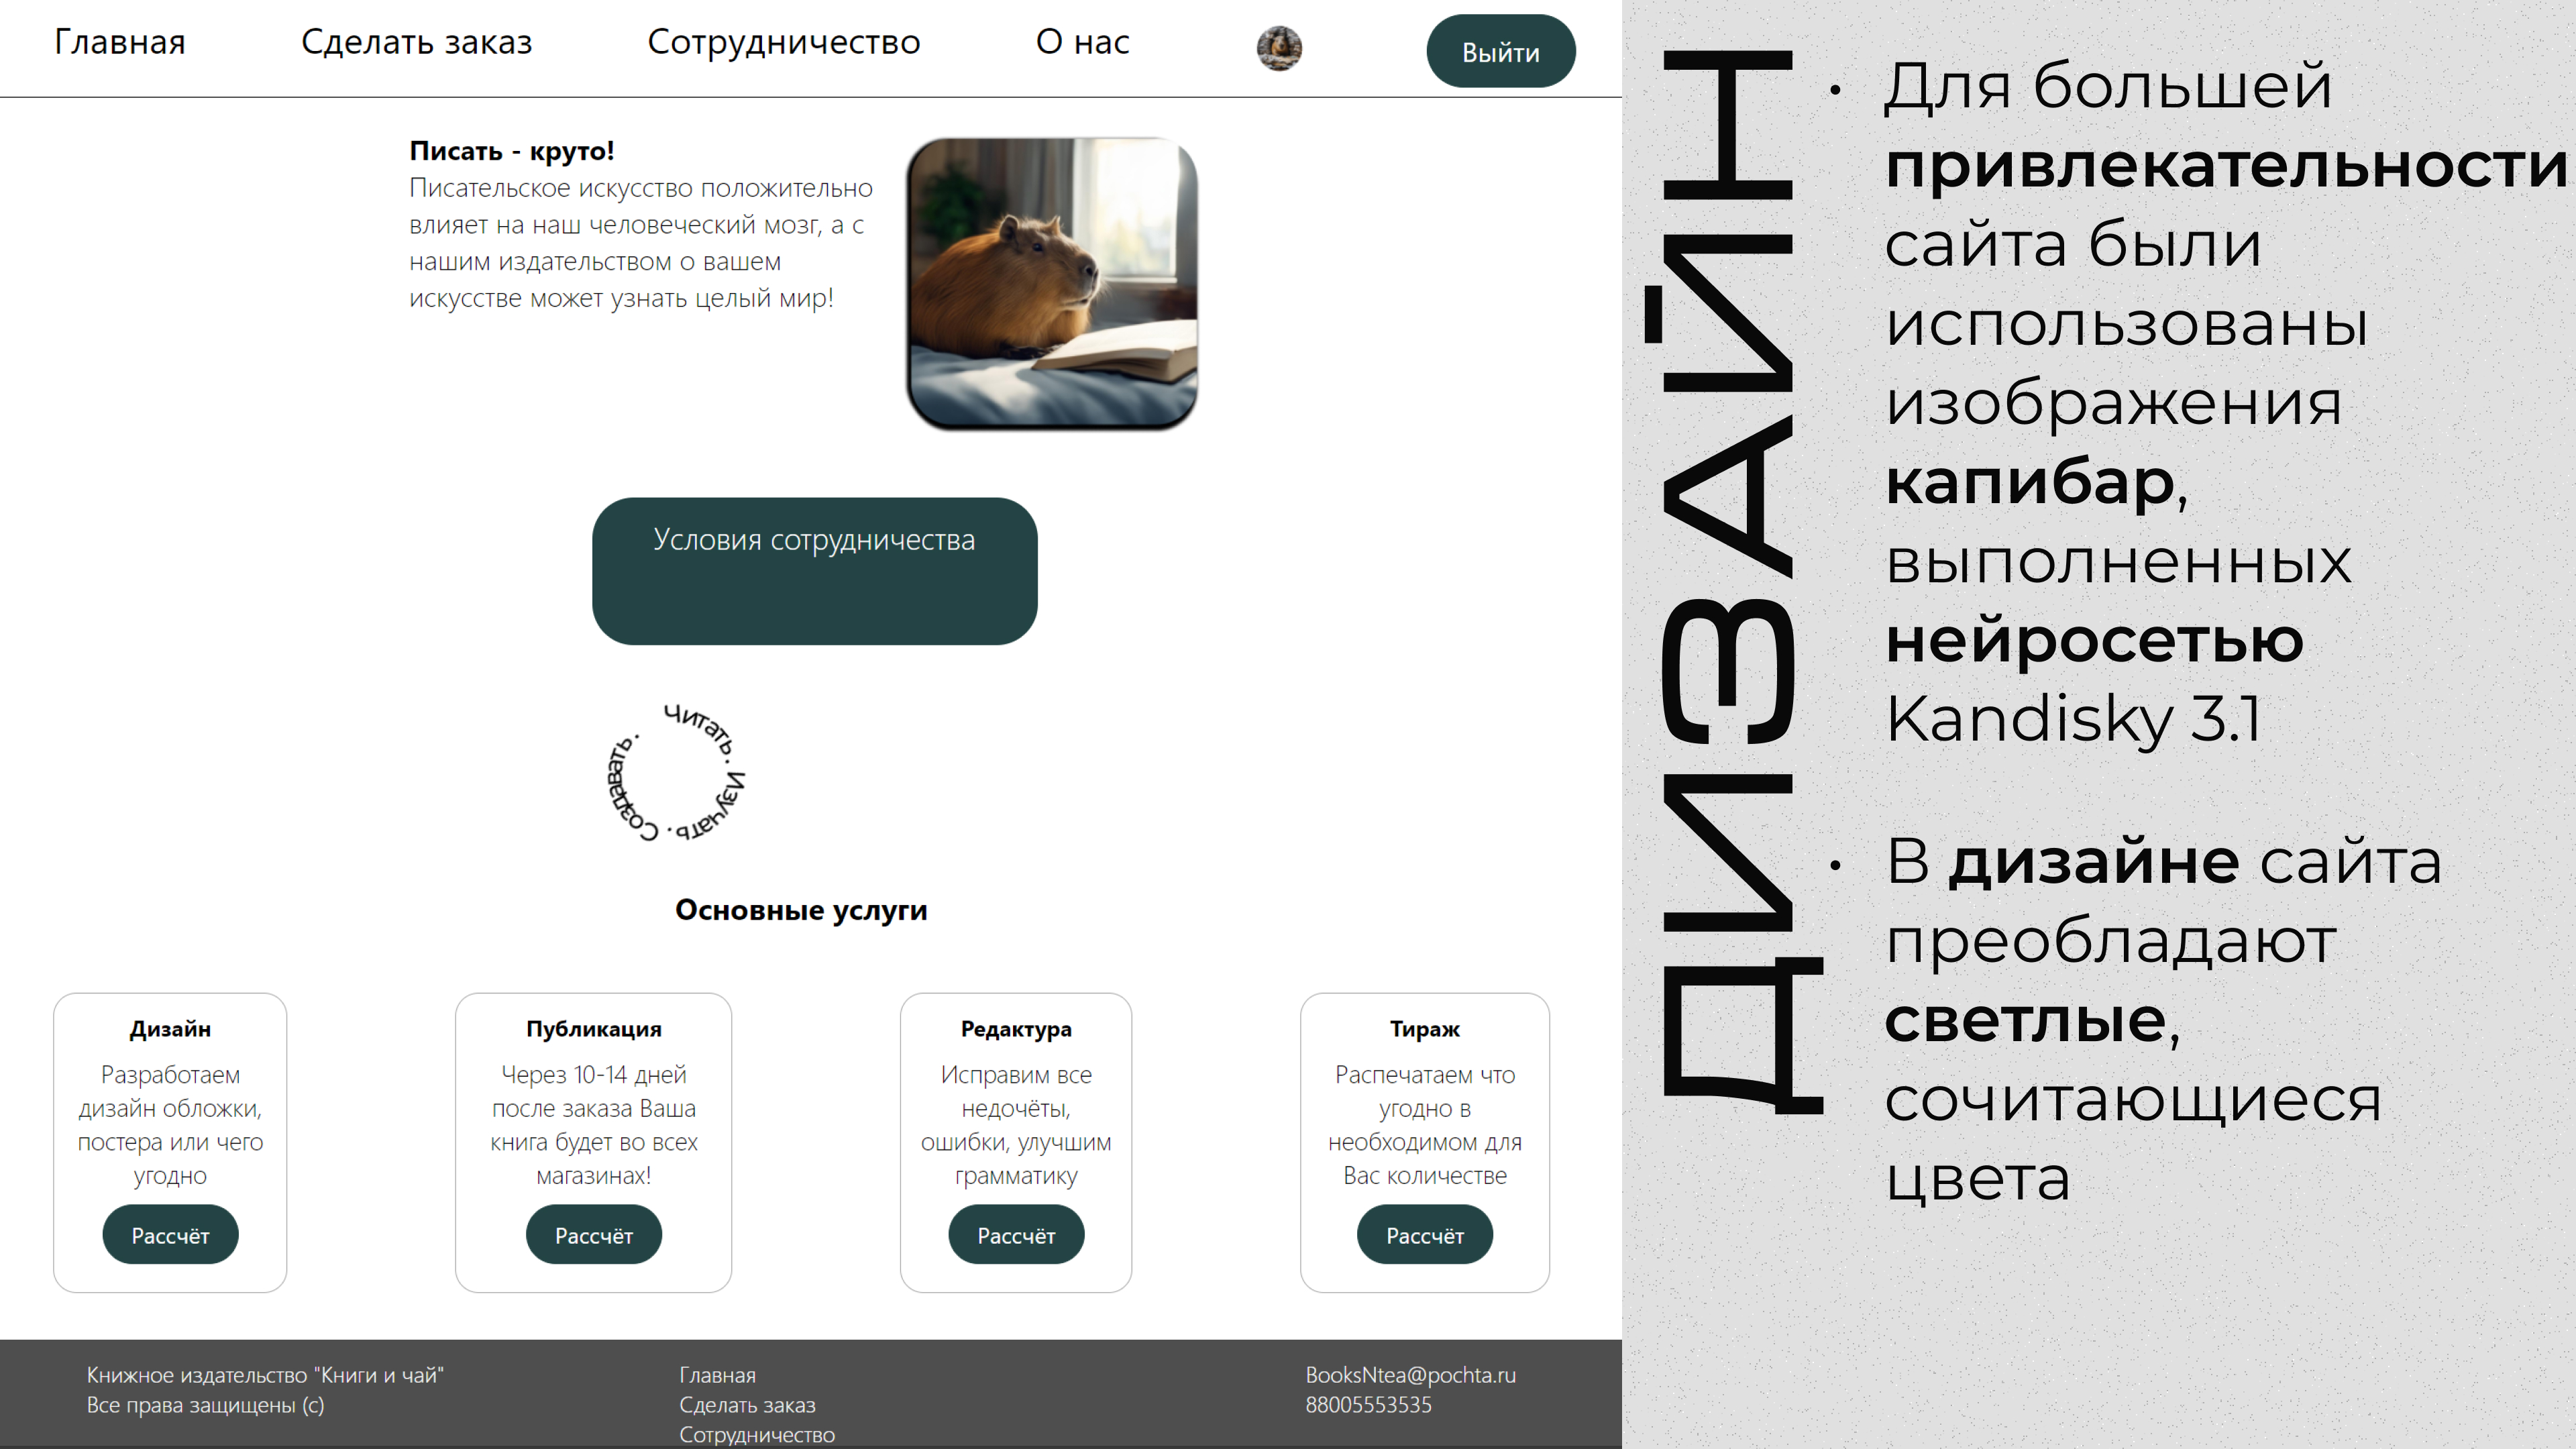 Главная
Сделать заказ
Сотрудничество
О нас
Выйти
Писать - круто!
Писательское искусство положительно
влияет на наш человеческий мозг, а с
нашим издательством о вашем
искусстве может узнать целый мир!
Условия сотрудничества
Читать. Изучать. Создавать.
Основные услуги
Дизайн
Разработаем
дизайн обложки,
постера или чего
угодно
Рассчёт
Публикация
Через 10-14 дней
после заказа Ваша
книга будет во всех
магазинах!
Рассчёт
Редактура
Исправим все
недочёты,
ошибки, улучшим
грамматику
Рассчёт
Тираж
Распечатаем что
угодно в
необходимом для
Вас количестве
Рассчёт
Книжное издательство "Книги и чай"
Все права защищены (с)
Главная
Сделать заказ
Сотрудничество
BooksNtea@pochta.ru
88005553535
ДИЗАЙН
• Для большей
привлекательности
сайта были
использованы
изображения
капибар,
выполненных
нейросетью
Kandisky 3.1
• В дизайне сайта
преобладают
светлые,
сочитающиеся
цвета